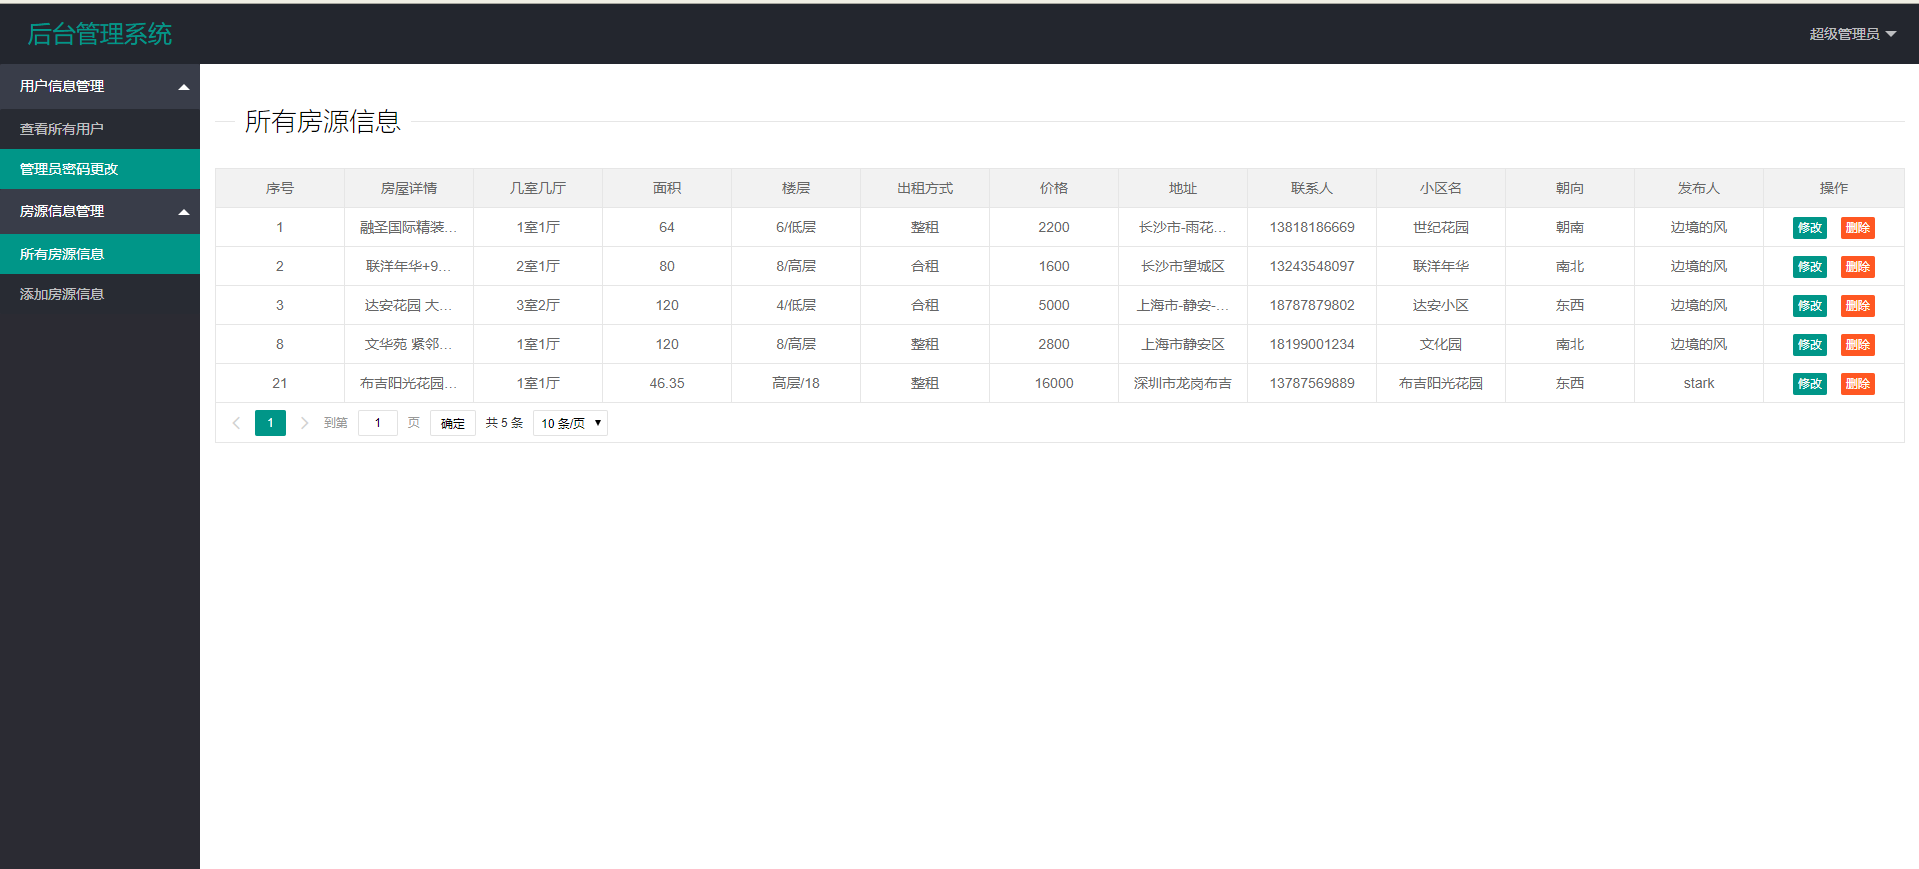 后台管理系统
超级管理员
用户信息管理
查看所有用户
管理员密码更改
房源信息管理
所有房源信息
添加房源信息
所有房源信息
序号 房屋详情 几室几厅 面积 楼层 出租方式 价格 地址 联系人 小区名 朝向 发布人 操作
1 融圣国际精装... 1室1厅 64 6/低层 整租 2200 长沙市-雨花... 13818186669 世纪花园 朝南 边境的风 修改 删除
2 联洋年华+9... 2室1厅 80 8/高层 合租 1600 长沙市望城区 13243548097 联洋年华 南北 边境的风 修改 删除
3 达安花园 大... 3室2厅 120 4/低层 合租 5000 上海市-静安-... 18787879802 达安小区 东西 边境的风 修改 删除
8 文华苑 紧邻... 1室1厅 120 8/高层 整租 2800 上海市静安区 18199001234 文化园 南北 边境的风 修改 删除
21 布吉阳光花园... 1室1厅 46.35 高层/18 整租 16000 深圳市龙岗布吉 13787569889 布吉阳光花园 东西 stark 修改 删除
1 到第 1 页 确定 共 5 条 10 条/页